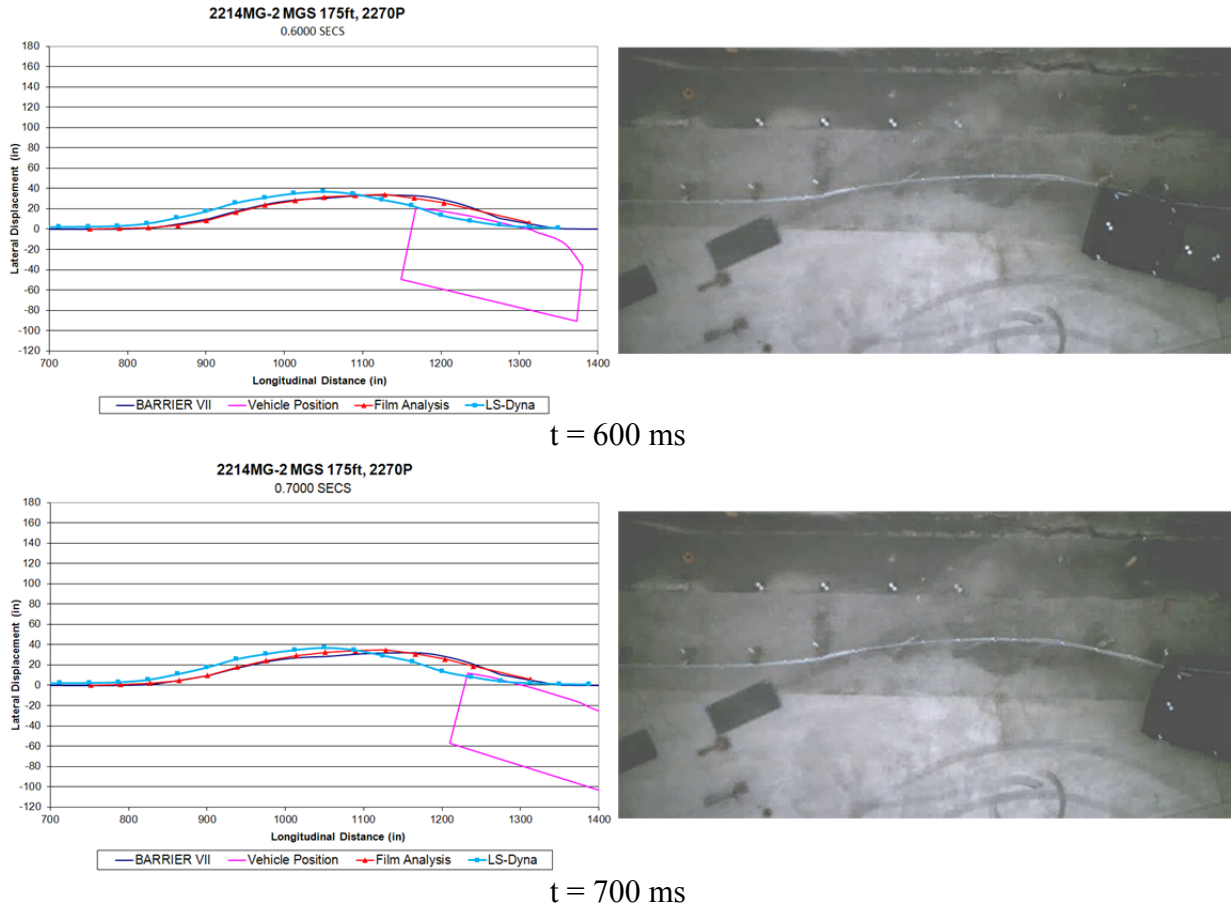 2214MG-2 MGS 175ft, 2270P
0.6000 SECS
180
160
140
120
100
80
60
40
20
0
-20
-40
-60
-80
-100
-120
Lateral Displacement (in)
700 800 900 1000 1100 1200 1300 1400
Longitudinal Distance (in)
BARRIER VII Vehicle Position Film Analysis LS-Dyna
t = 600 ms
2214MG-2 MGS 175ft, 2270P
0.7000 SECS
180
160
140
120
100
80
60
40
20
0
-20
-40
-60
-80
-100
-120
Lateral Displacement (in)
700 800 900 1000 1100 1200 1300 1400
Longitudinal Distance (in)
BARRIER VII Vehicle Position Film Analysis LS-Dyna
t = 700 ms